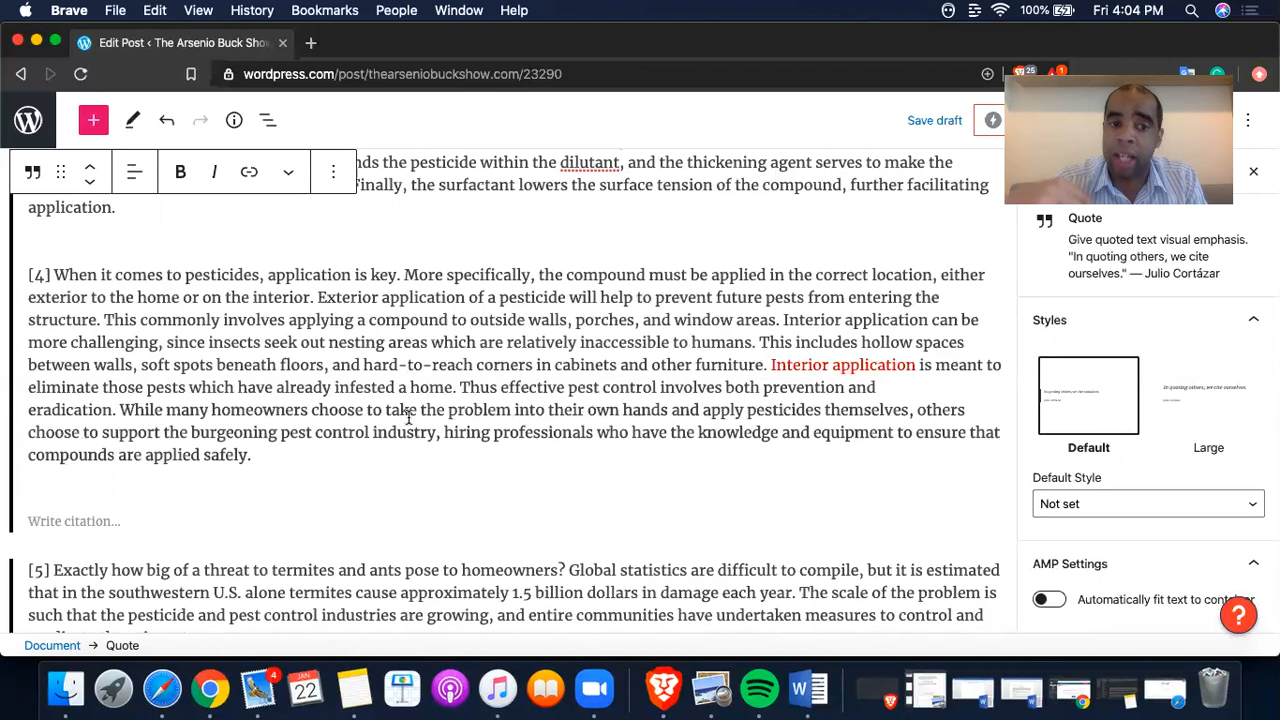 Brave File Edit View History Bookmarks People Window Help 100% Fri 4:04 PM
Edit Post ‹ The Arsenio Buck Show
wordpress.com/post/thearseniobuckshow.com/23290 25 1
Save draft
B I
nds the pesticide within the dilutant, and the thickening agent serves to make the
Finally, the surfactant lowers the surface tension of the compound, further facilitating
application.
[4] When it comes to pesticides, application is key. More specifically, the compound must be applied in the correct location, either
exterior to the home or on the interior. Exterior application of a pesticide will help to prevent future pests from entering the
structure. This commonly involves applying a compound to outside walls, porches, and window areas. Interior application can be
more challenging, since insects seek out nesting areas which are relatively inaccessible to humans. This includes hollow spaces
between walls, soft spots beneath floors, and hard-to-reach corners in cabinets and other furniture. Interior application is meant to
eliminate those pests which have already infested a home. Thus effective pest control involves both prevention and
eradication. While many homeowners choose to take the problem into their own hands and apply pesticides themselves, others
choose to support the burgeoning pest control industry, hiring professionals who have the knowledge and equipment to ensure that
compounds are applied safely.
Write citation...
[5] Exactly how big of a threat to termites and ants pose to homeowners? Global statistics are difficult to compile, but it is estimated
that in the southwestern U.S. alone termites cause approximately 1.5 billion dollars in damage each year. The scale of the problem is
such that the pesticide and pest control industries are growing, and entire communities have undertaken measures to control and
Document → Quote
Quote
Give quoted text visual emphasis.
"In quoting others, we cite
ourselves." — Julio Cortázar
Styles
In quoting others, we cite ourselves.
Default Large
Default Style
Not set
AMP Settings
Automatically fit text to container
?
4
JAN
22